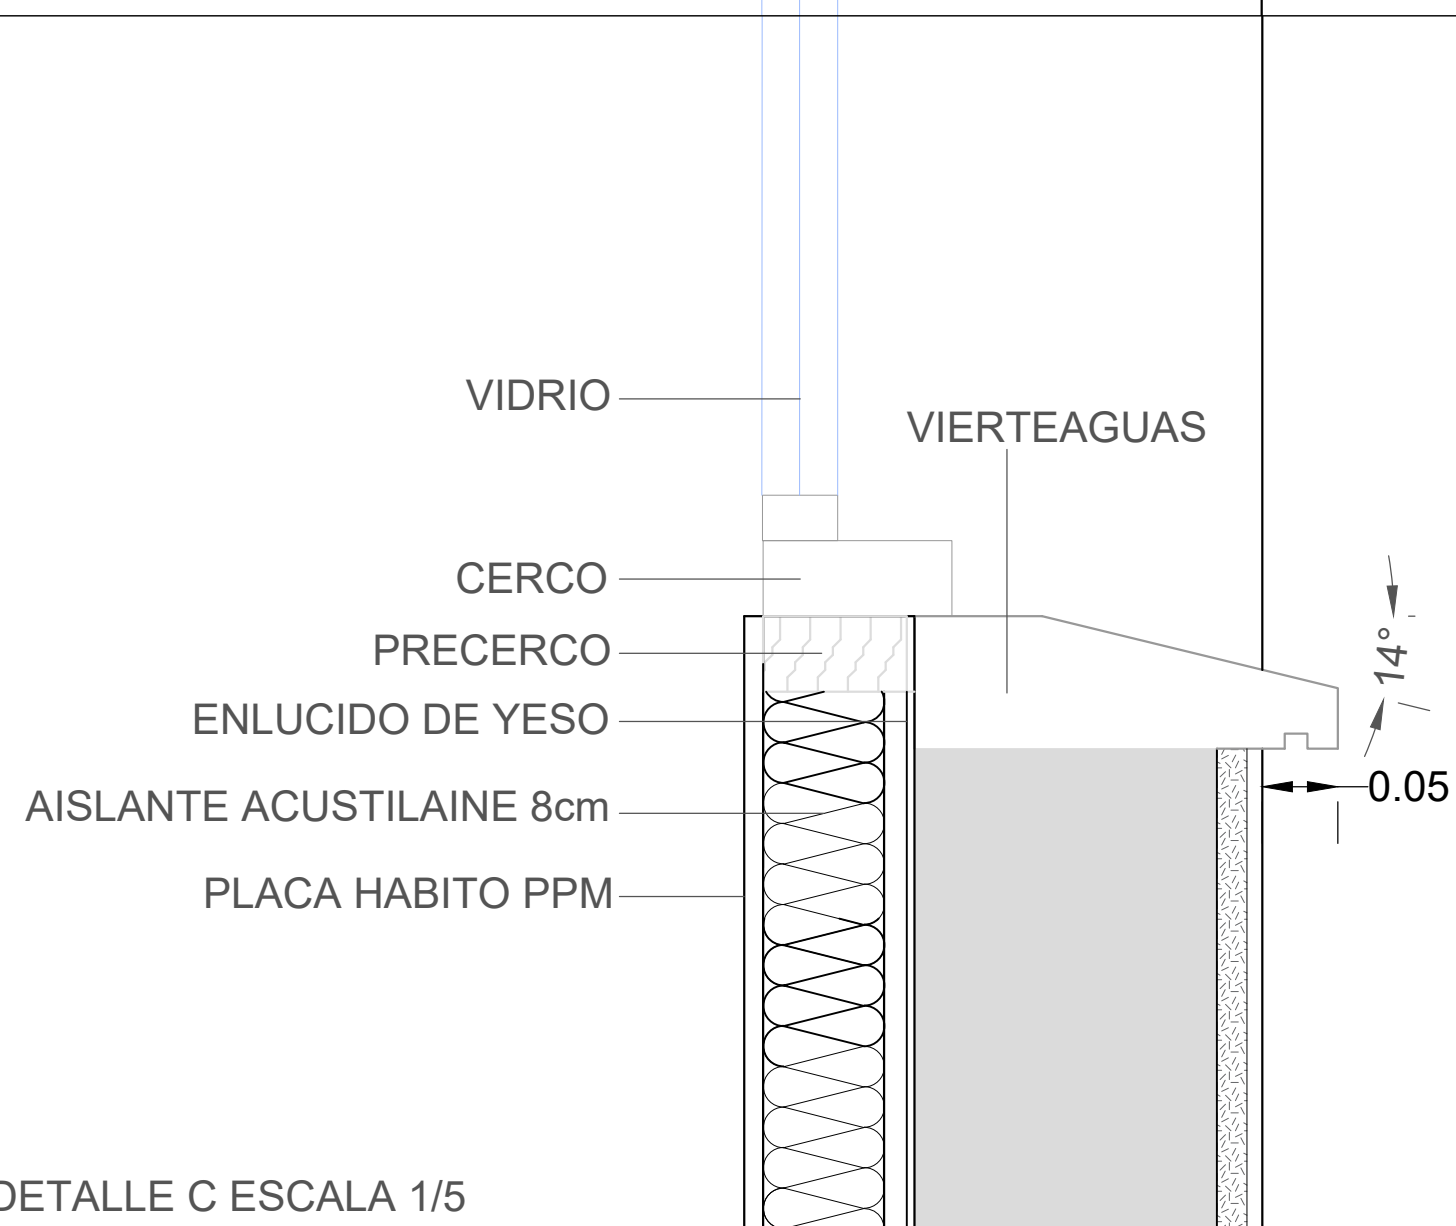 VIDRIO
VIERTEAGUAS
CERCO
PRECERCO
14°
ENLUCIDO DE YESO
0.05
AISLANTE ACUSTILAINE 8cm
PLACA HABITO PPM
DETALLE C ESCALA 1/5